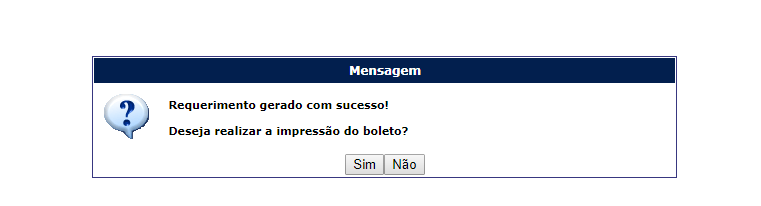 Mensagem
Requerimento gerado com sucesso!
Deseja realizar a impressão do boleto?
Sim Não